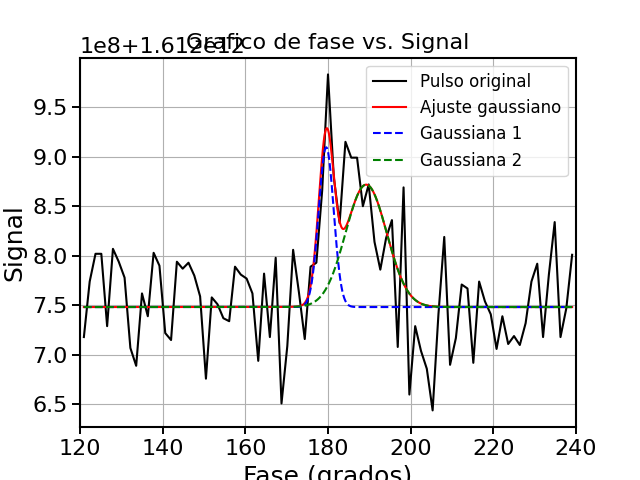 Grafico de fase vs. Signal
1e8+1.612e12
Pulso original
Ajuste gaussiano
Gaussiana 1
Gaussiana 2
Signal
9.5
9.0
8.5
8.0
7.5
7.0
6.5
120 140 160 180 200 220 240
Fase (grados)